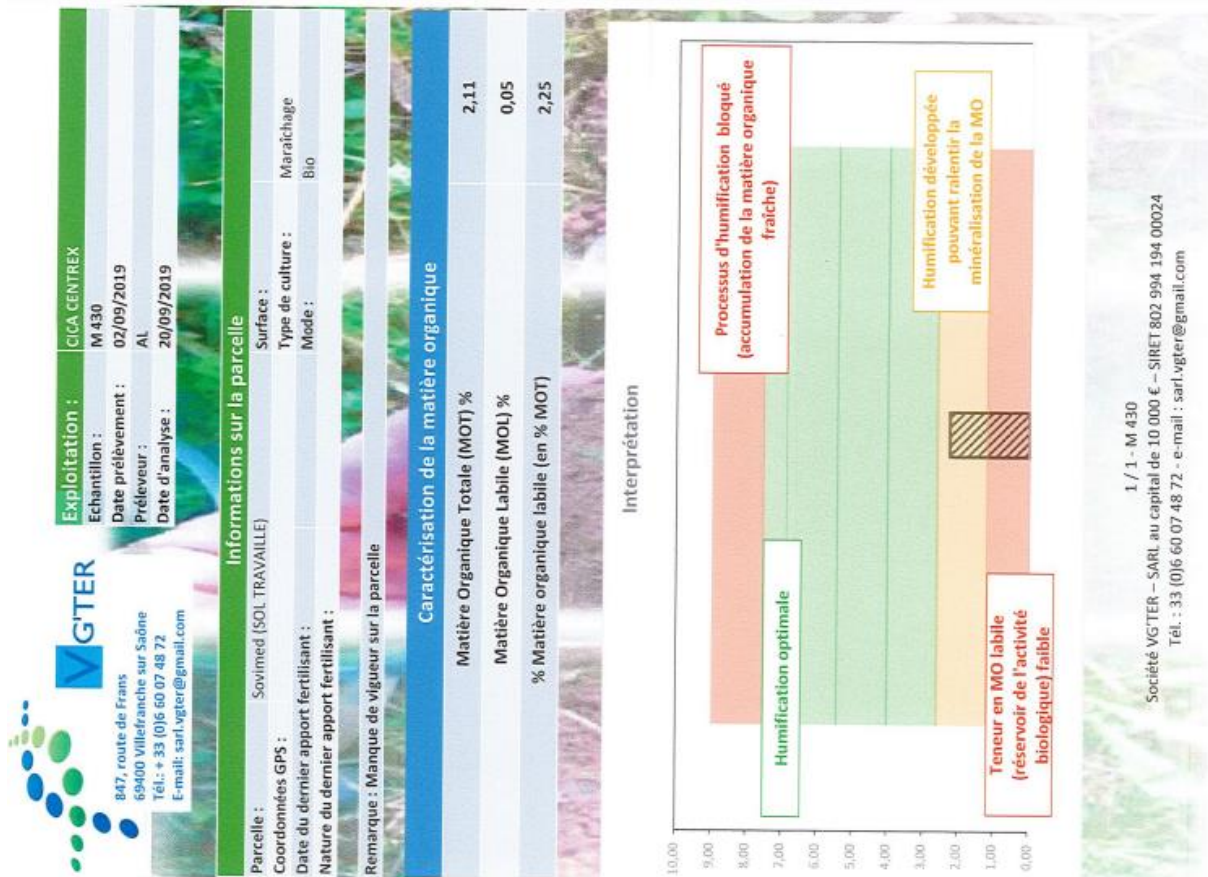 VG'TER
847, route de Frans
69400 Villefranche sur Saône
Tél.: + 33 (0)6 60 07 48 72
E-mail: sarl.vgter@gmail.com
Exploitation : CICA CENTREX
Echantillon : M 430
Date prélèvement : 02/09/2019
Préleveur : AL
Date d'analyse : 20/09/2019
Informations sur la parcelle
Parcelle : Sovimed (SOL TRAVAILLE) Surface :
Coordonnées GPS : Type de culture : Maraîchage
Date du dernier apport fertilisant : Mode : Bio
Nature du dernier apport fertilisant :
Remarque : Manque de vigueur sur la parcelle
Caractérisation de la matière organique
Matière Organique Totale (MOT) % 2,11
Matière Organique Labile (MOL) % 0,05
% Matière organique labile (en % MOT) 2,25
Interprétation
10,00
9,00
8,00
7,00
6,00
5,00
4,00
3,00
2,00
1,00
0,00
Processus d'humification bloqué
(accumulation de la matière organique
fraîche)
Humification optimale
Humification développée
pouvant ralentir la
minéralisation de la MO
Teneur en MO labile
(réservoir de l'activité
biologique) faible
1 / 1 - M 430
Société VG'TER – SARL au capital de 10 000 € – SIRET 802 994 194 00024
Tél. : 33 (0)6 60 07 48 72 - e-mail : sarl.vgter@gmail.com